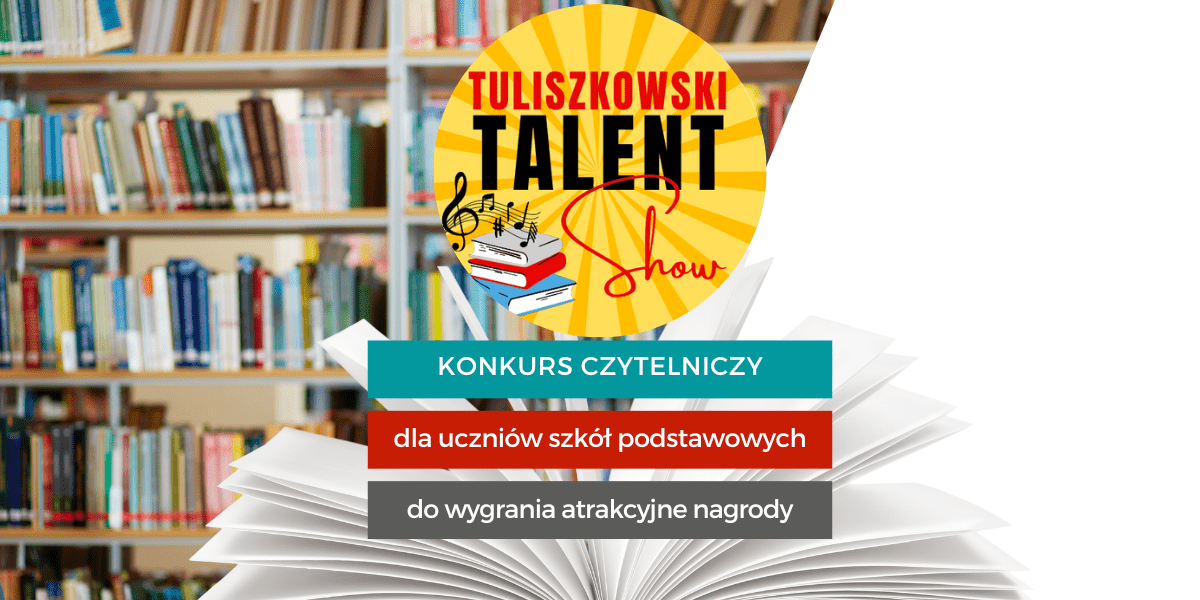 TULISZKOWSKI
TALENT
Show
KONKURS CZYTELNICZY
dla uczniów szkół podstawowych
do wygrania atrakcyjne nagrody